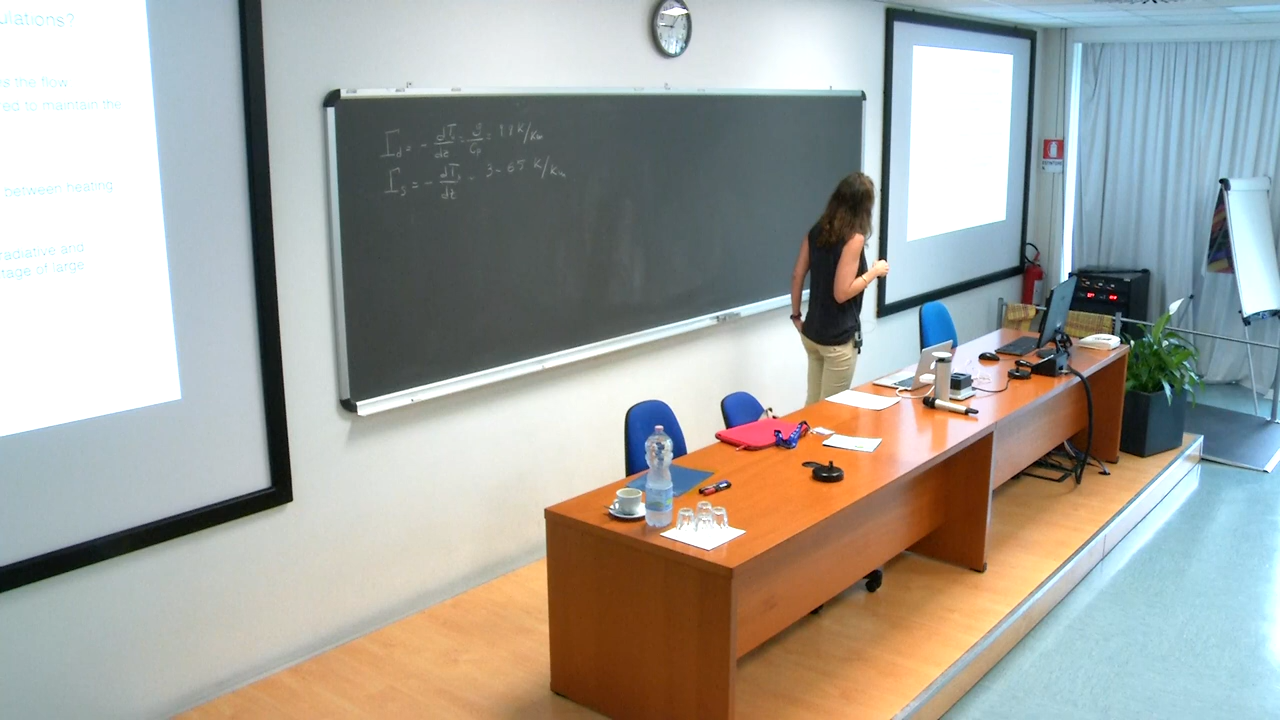 ulations?
s the flow
ed to maintain the
between heating
radiative and
tage of large
Γd = - dT/dz = g/Cp = 9.8 K/Km
Γs = - dTs/dz = 3-6.5 K/Km